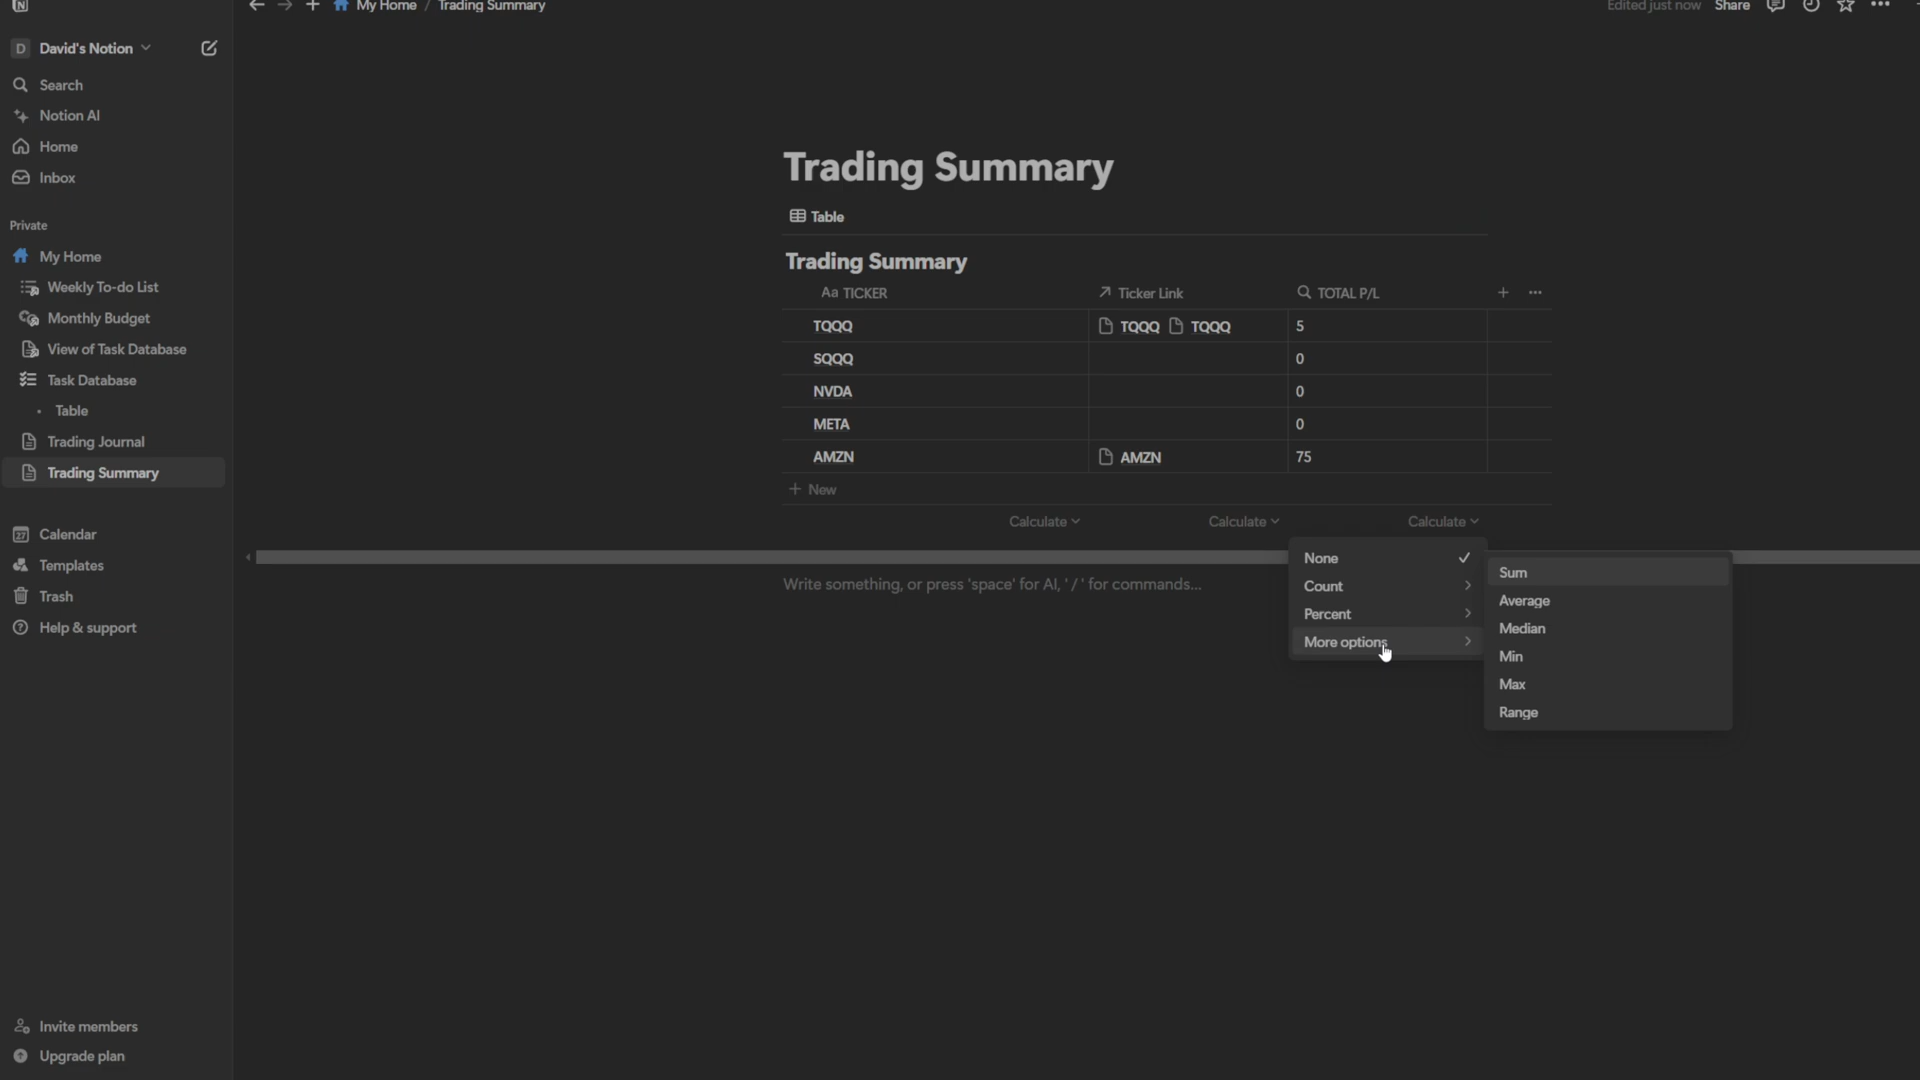 My Home / Trading Summary
Edited just now Share
D David's Notion
Search
Notion AI
Home
Inbox
Private
My Home
Weekly To-do List
Monthly Budget
View of Task Database
Task Database
Table
Trading Journal
Trading Summary
27 Calendar
Templates
Trash
Help & support
Invite members
Upgrade plan
Trading Summary
Table
Trading Summary
Aa TICKER Ticker Link TOTAL P/L
TQQQ TQQQ TQQQ 5
SQQQ 0
NVDA 0
META 0
AMZN AMZN 75
+ New
Calculate Calculate Calculate
Write something, or press 'space' for AI, '/' for commands...
None
Count
Percent
More options
Sum
Average
Median
Min
Max
Range